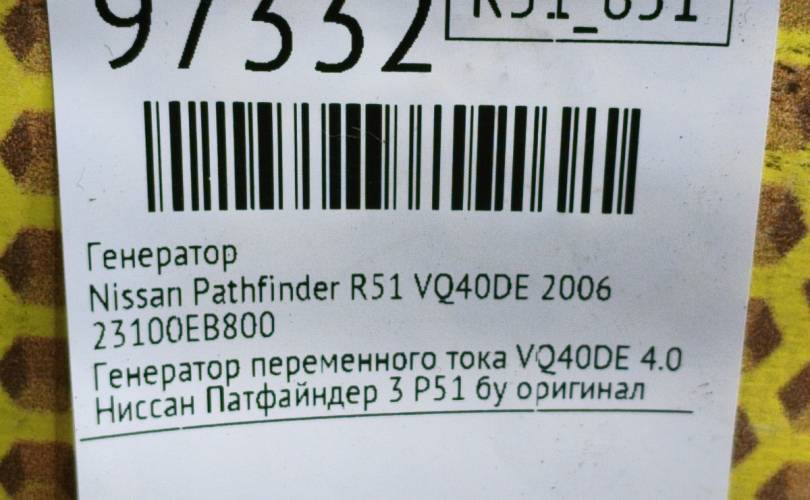 97332
R51_651
Генератор
Nissan Pathfinder R51 VQ40DE 2006
23100EB800
Генератор переменного тока VQ40DE 4.0
Ниссан Патфайндер 3 Р51 бу оригинал